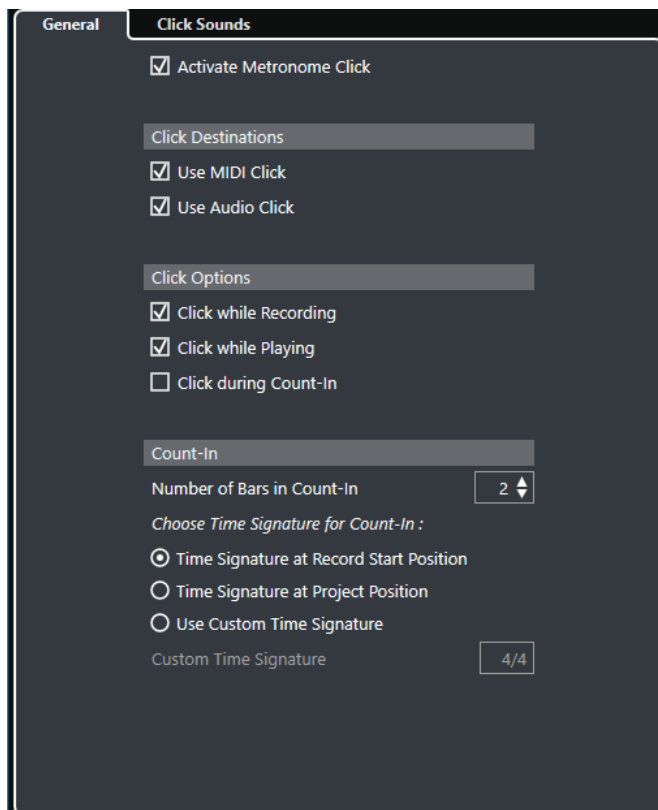 General
Click Sounds
Activate Metronome Click
Click Destinations
Use MIDI Click
Use Audio Click
Click Options
Click while Recording
Click while Playing
Click during Count-In
Count-In
Number of Bars in Count-In 2
Choose Time Signature for Count-In :
Time Signature at Record Start Position
Time Signature at Project Position
Use Custom Time Signature
Custom Time Signature 4/4